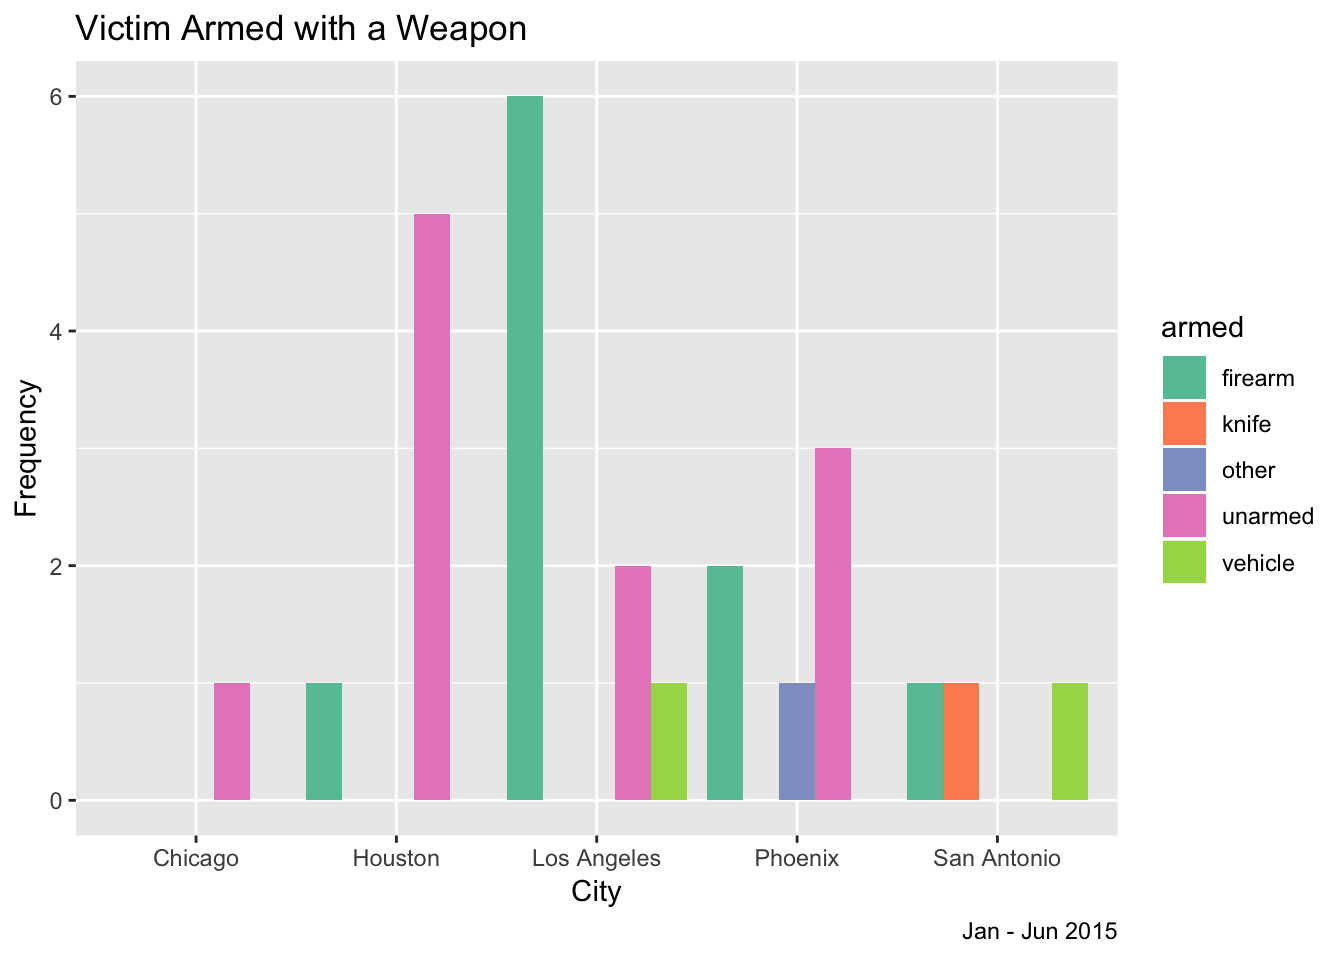 Victim Armed with a Weapon
6
4
2
0
Frequency
Chicago Houston Los Angeles Phoenix San Antonio
City
Jan - Jun 2015
armed
firearm
knife
other
unarmed
vehicle